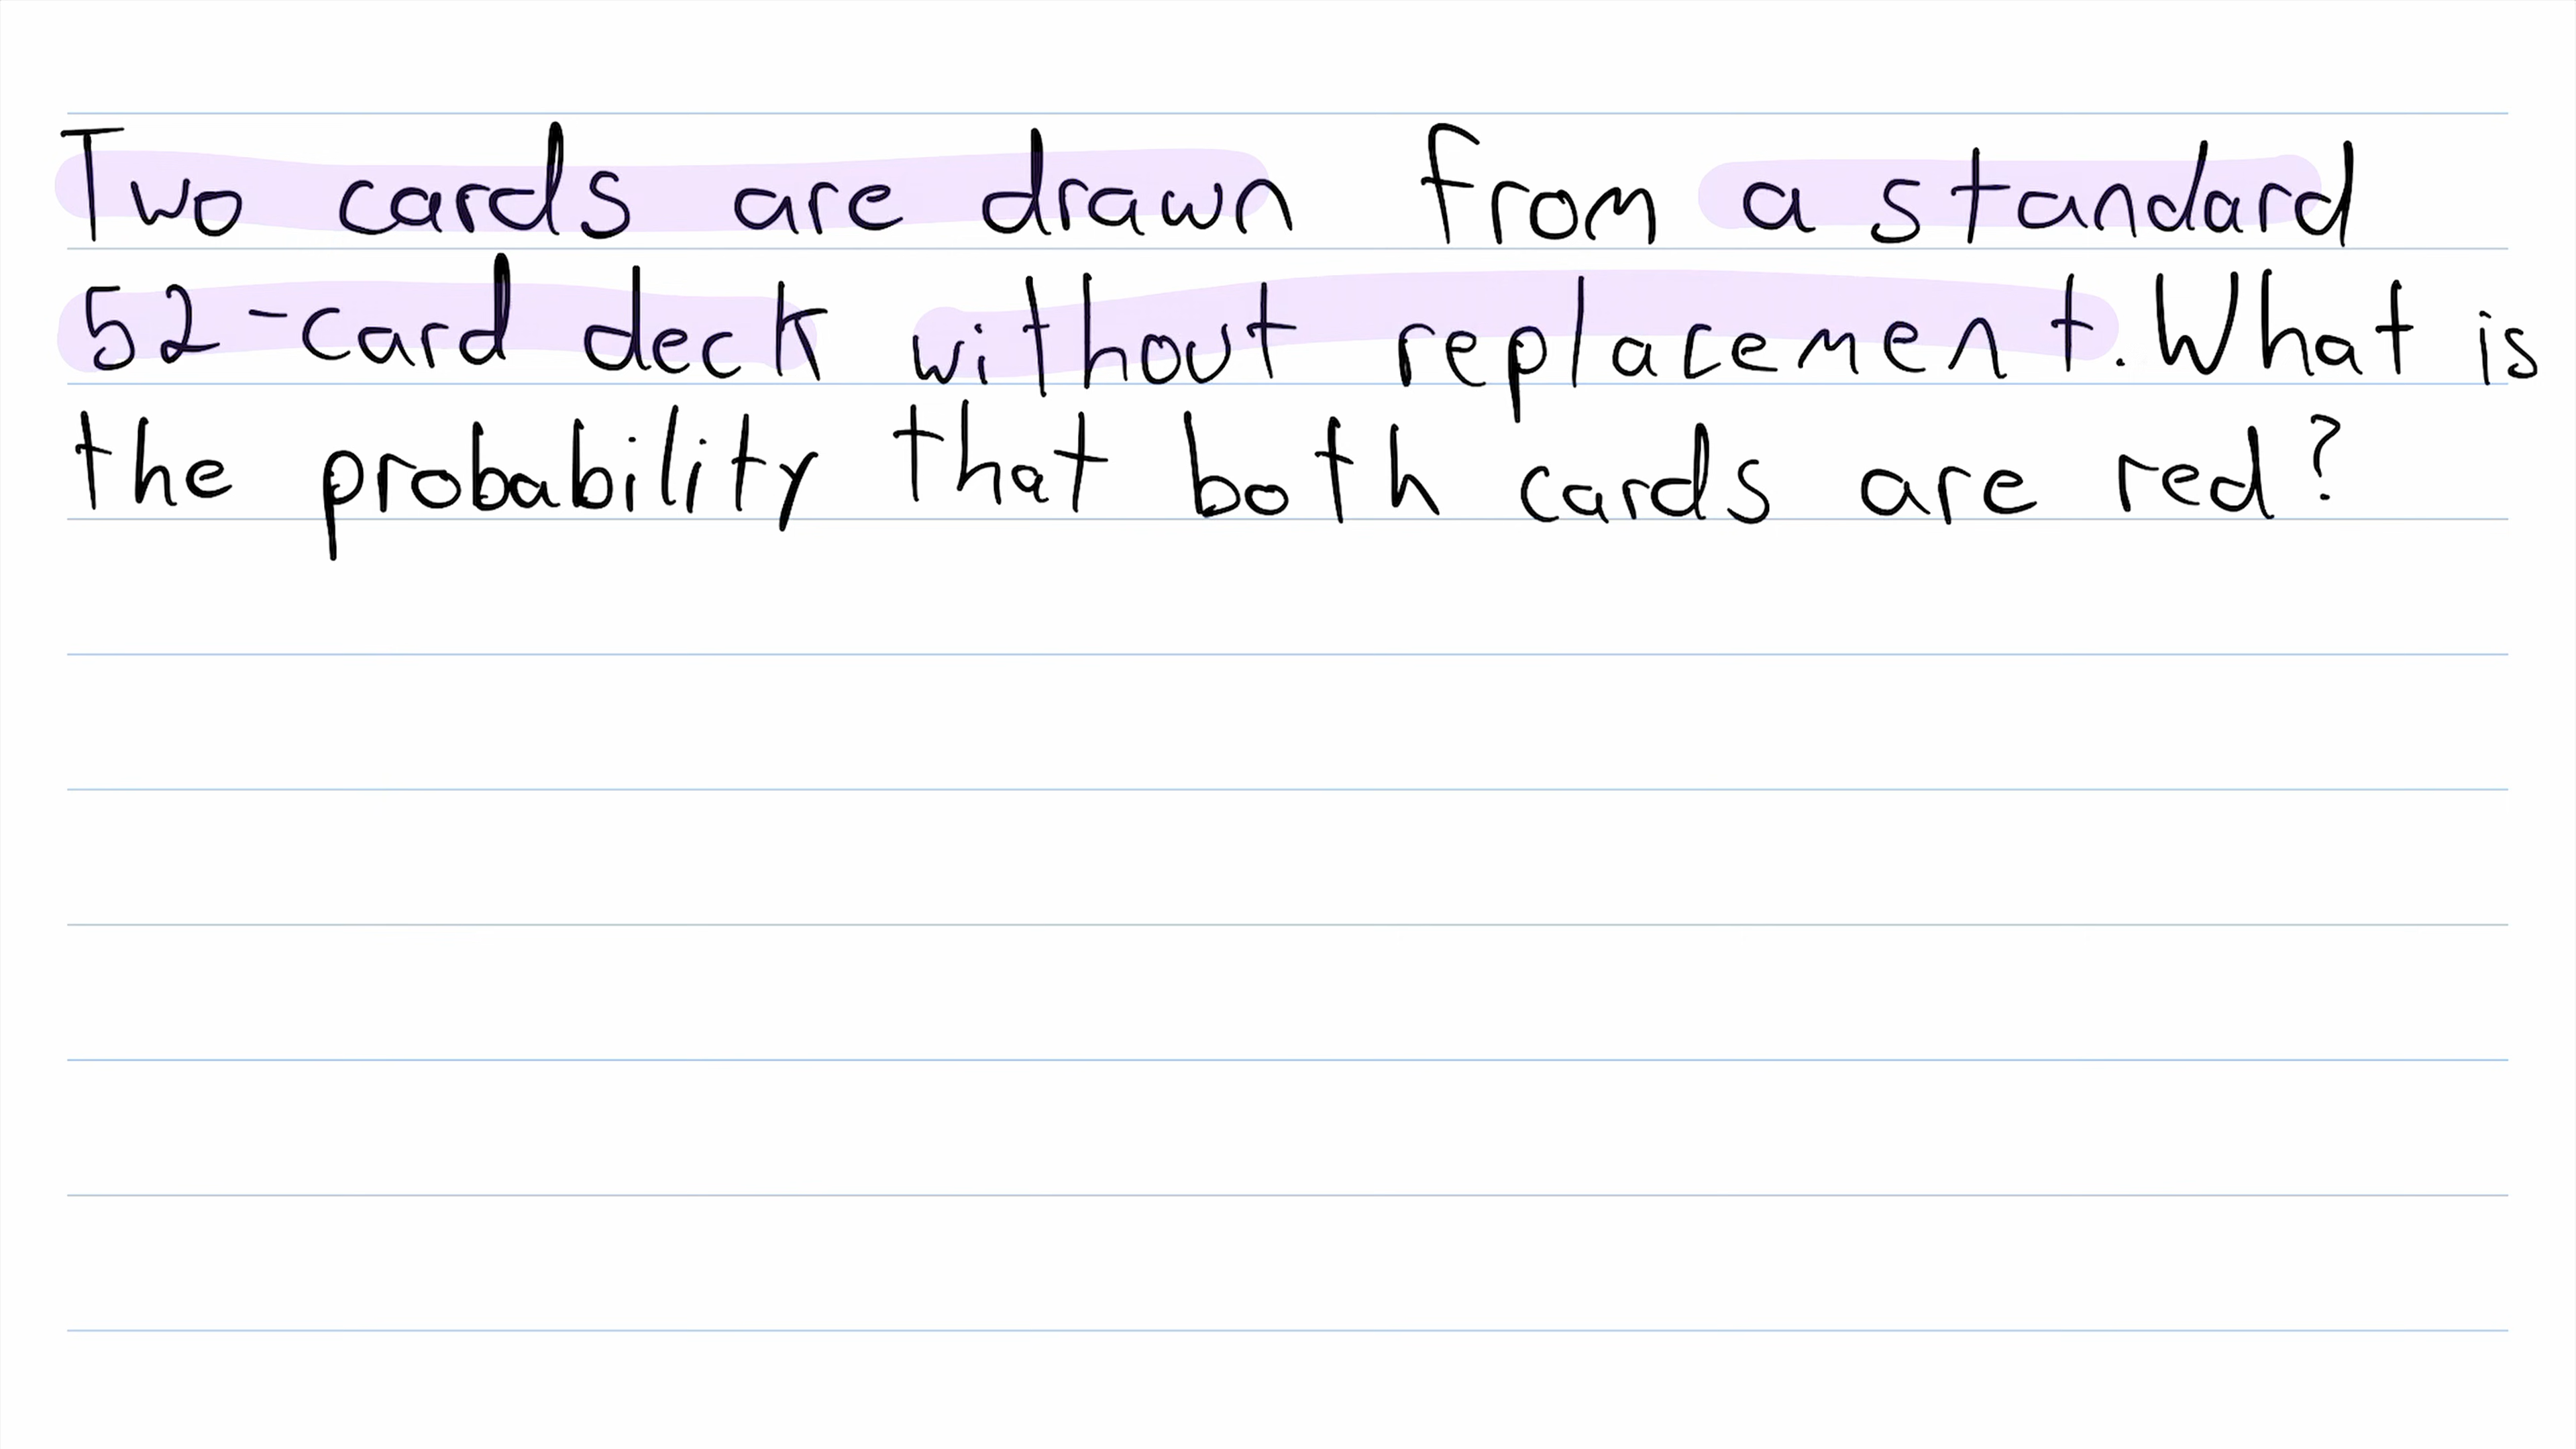 Two cards are drawn from a standard
52-card deck without replacement. What is
the probability that both cards are red?